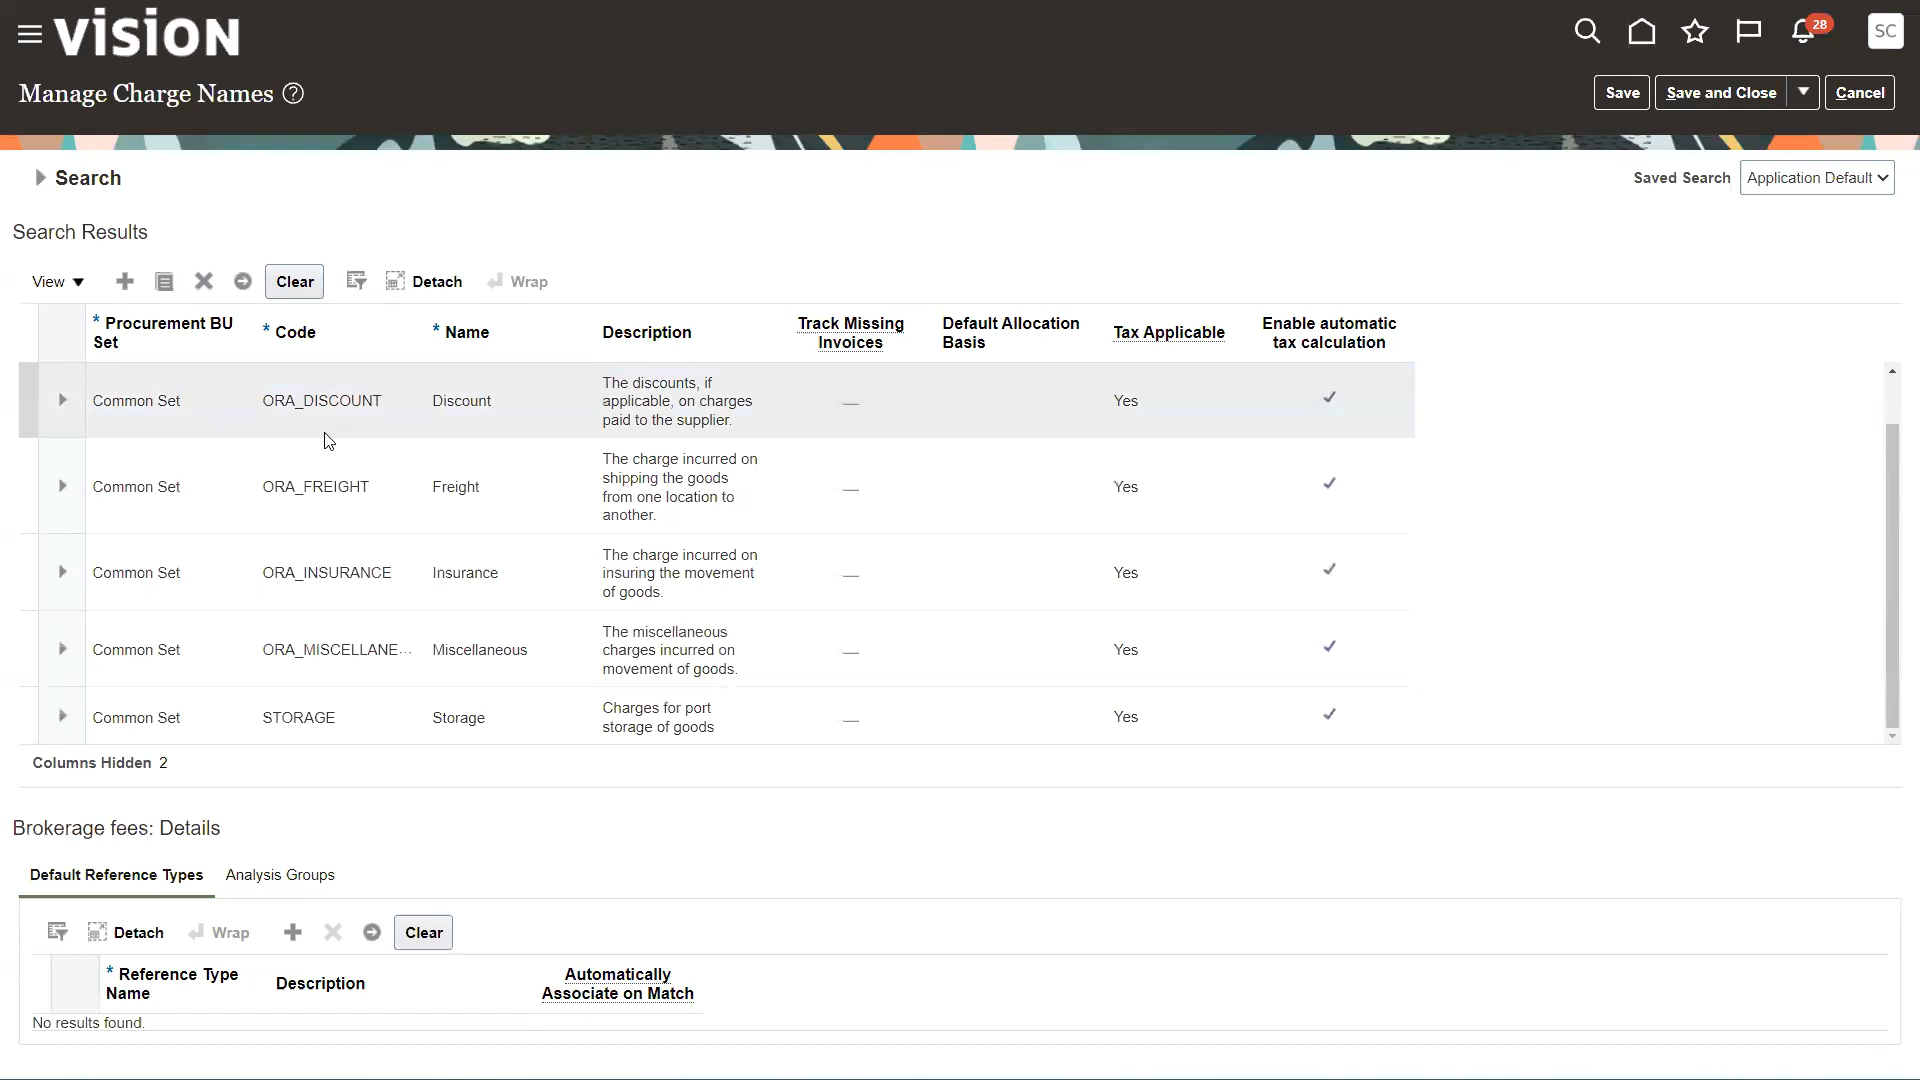 vision
28
SC
Manage Charge Names ?
Save
Save and Close
Cancel
Search
Saved Search
Application Default
Search Results
View
Clear
Detach
Wrap
* Procurement BU
Set
* Code
* Name
Description
Track Missing
Invoices
Default Allocation
Basis
Tax Applicable
Enable automatic
tax calculation
Common Set
ORA_DISCOUNT
Discount
The discounts, if
applicable, on charges
paid to the supplier.
Yes
Common Set
ORA_FREIGHT
Freight
The charge incurred on
shipping the goods
from one location to
another.
Yes
Common Set
ORA_INSURANCE
Insurance
The charge incurred on
insuring the movement
of goods.
Yes
Common Set
ORA_MISCELLANE...
Miscellaneous
The miscellaneous
charges incurred on
movement of goods.
Yes
Common Set
STORAGE
Storage
Charges for port
storage of goods
Yes
Columns Hidden 2
Brokerage fees: Details
Default Reference Types
Analysis Groups
Detach
Wrap
Clear
* Reference Type
Name
Description
Automatically
Associate on Match
No results found.